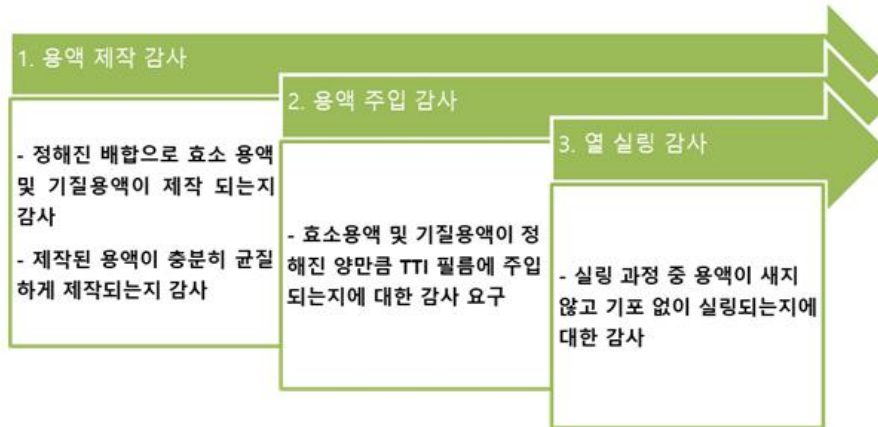 1. 용액 제작 감사
- 정해진 배합으로 효소 용액
및 기질용액이 제작 되는지
감사
- 제작된 용액이 충분히 균질
하게 제작되는지 감사
2. 용액 주입 감사
- 효소용액 및 기질용액이 정
해진 양만큼 TTI 필름에 주입
되는지에 대한 감사 요구
3. 열 실링 감사
- 실링 과정 중 용액이 새지
않고 기포 없이 실링되는지에
대한 감사